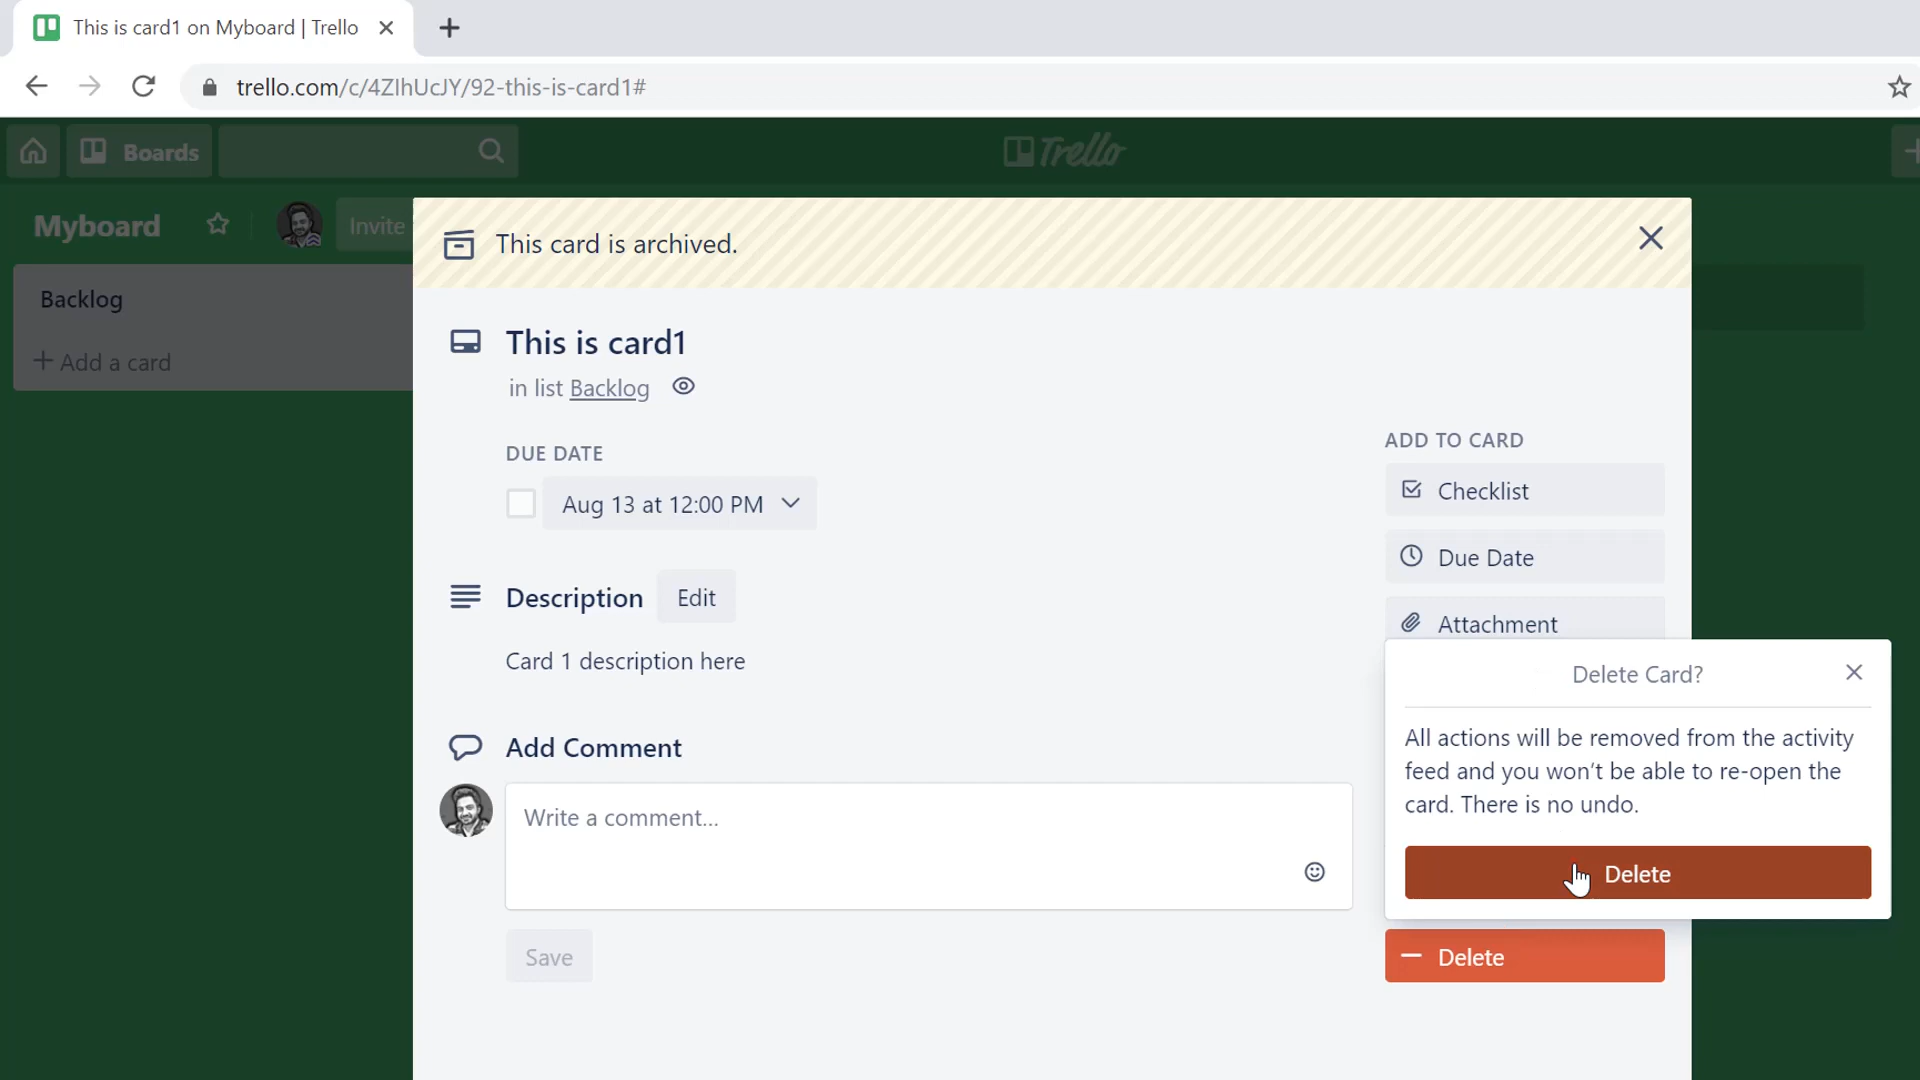 This is card1 on Myboard | Trello
trello.com/c/4ZIhUcJY/92-this-is-card1#
Boards
Trello
Myboard
Invite
This card is archived.
Backlog
Add a card
This is card1
in list Backlog
DUE DATE
Aug 13 at 12:00 PM
Description
Edit
Card 1 description here
Add Comment
Write a comment...
Save
ADD TO CARD
Checklist
Due Date
Attachment
Delete Card?
All actions will be removed from the activity
feed and you won't be able to re-open the
card. There is no undo.
Delete
Delete